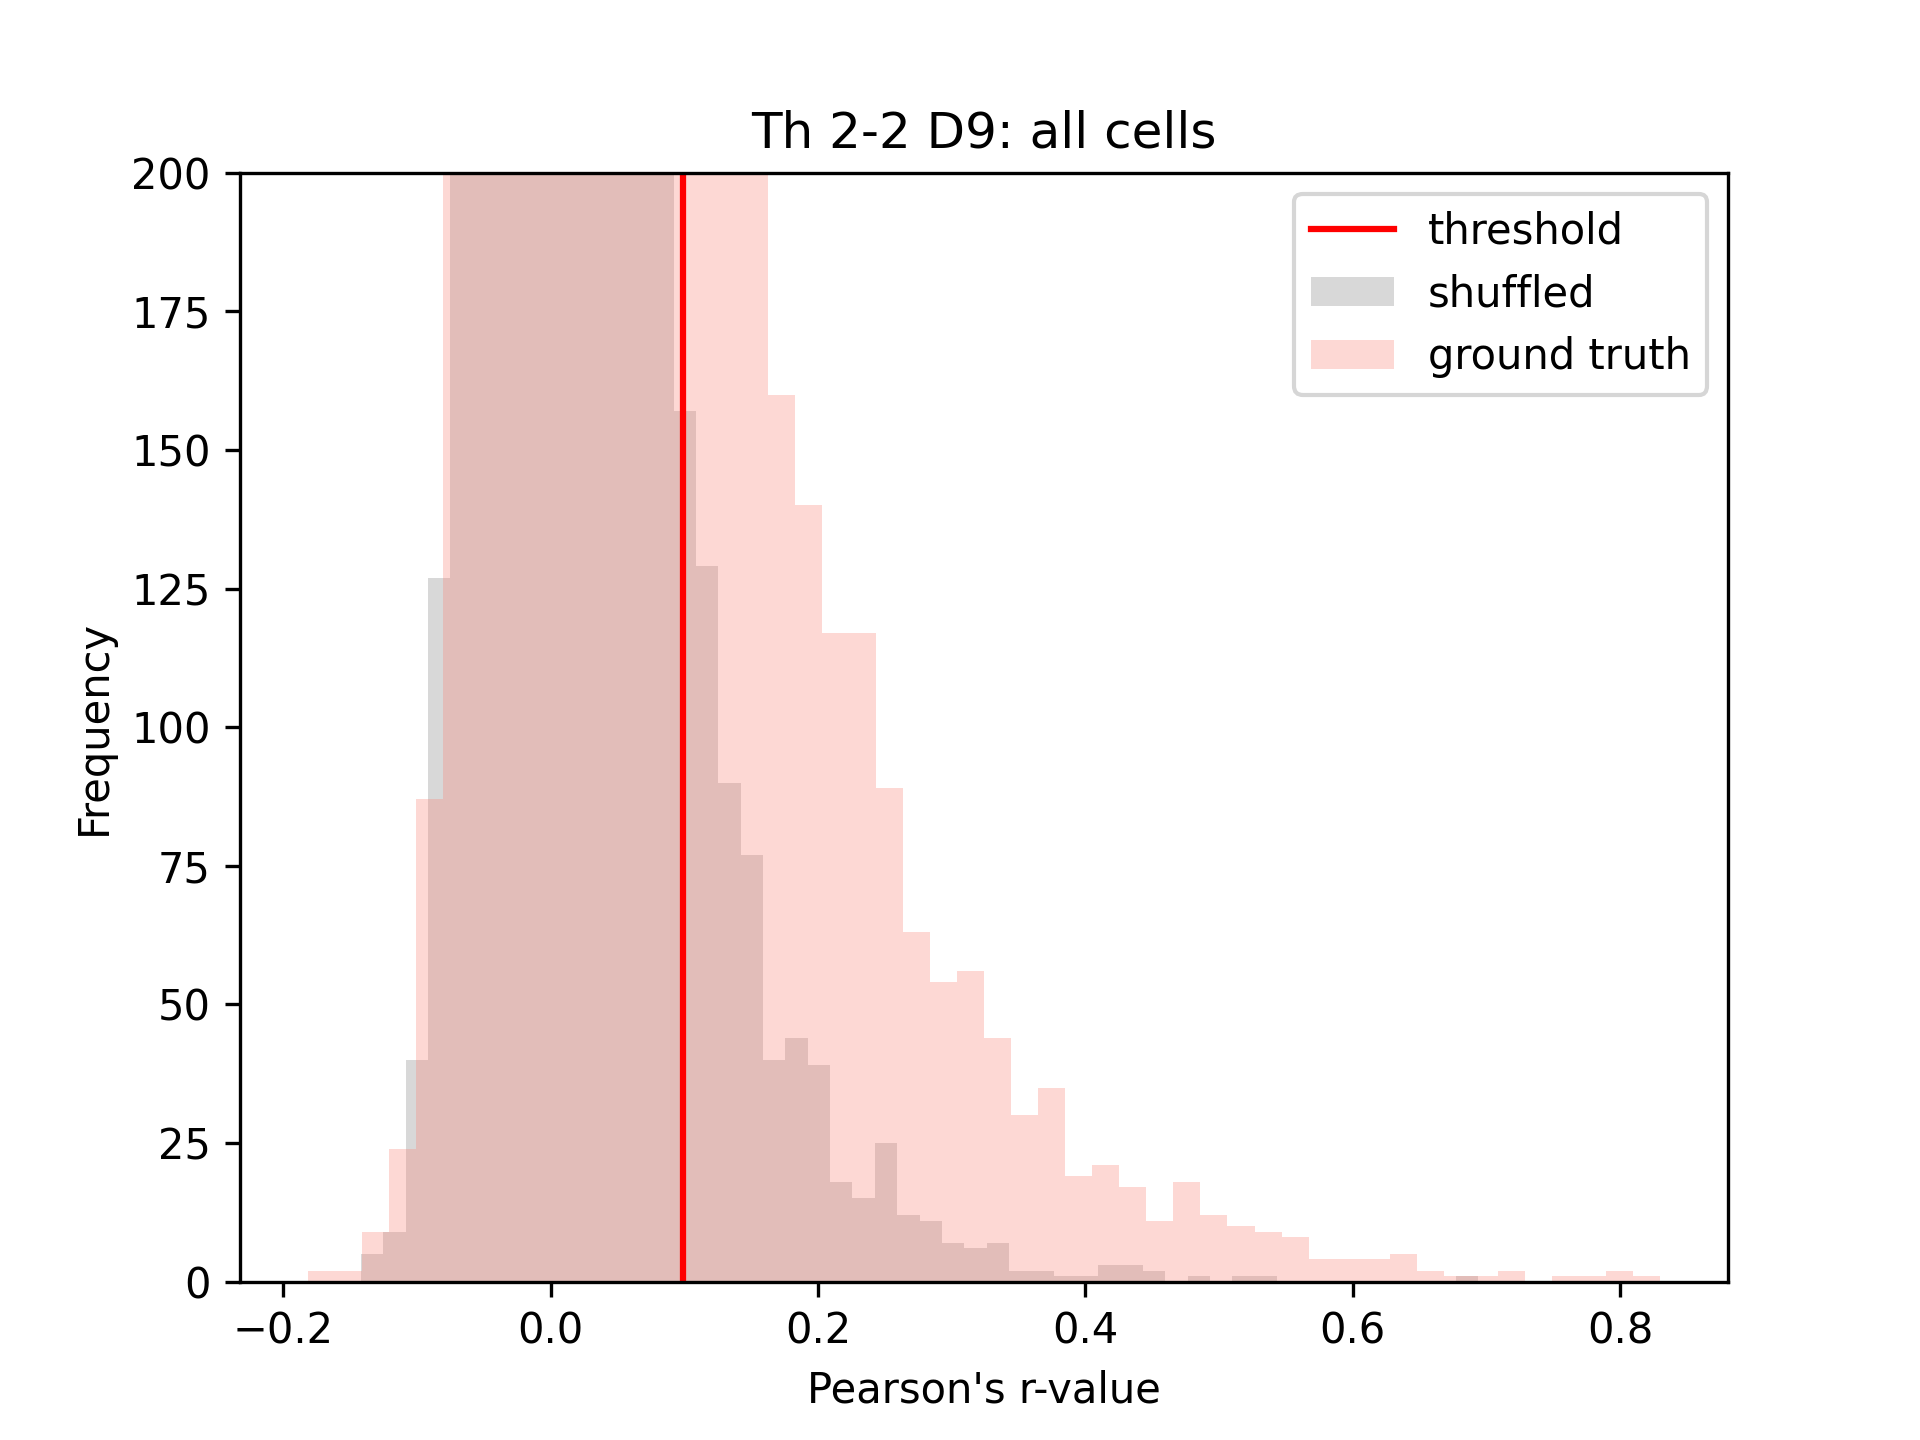 Th 2-2 D9: all cells
200
175
150
125
100
75
50
25
0
Frequency
threshold
shuffled
ground truth
−0.2 0.0 0.2 0.4 0.6 0.8
Pearson's r-value